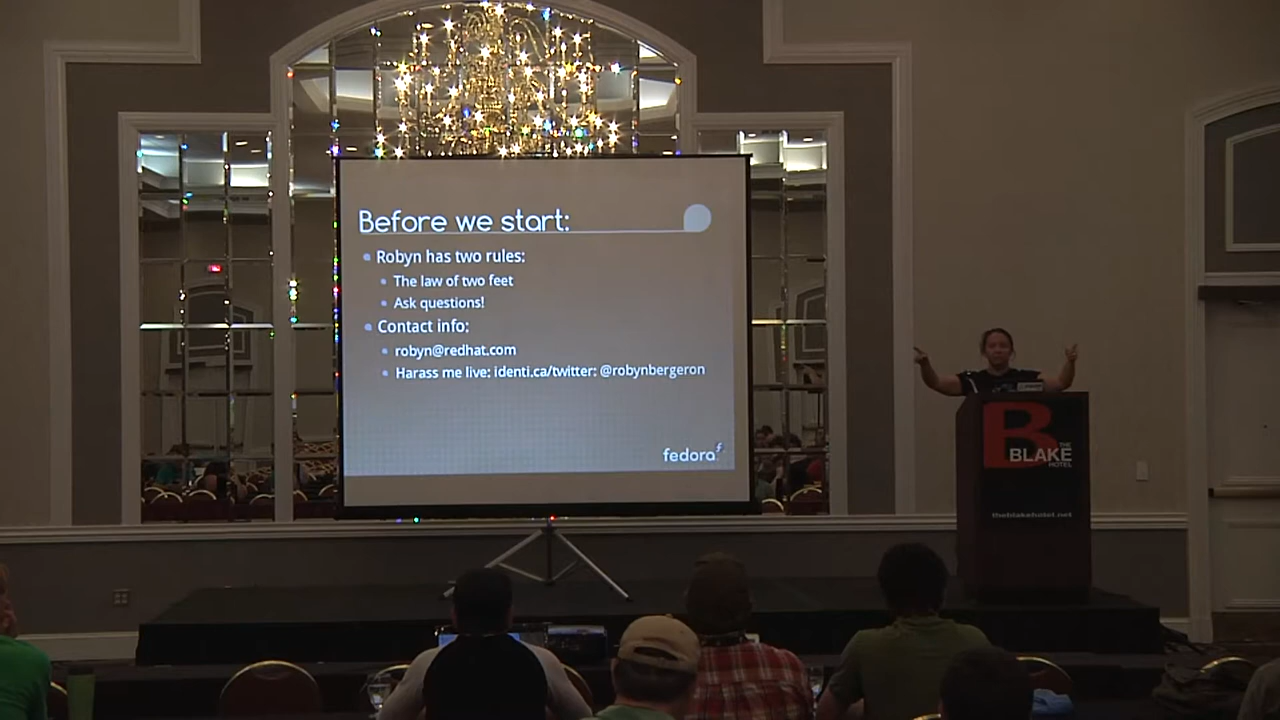 Before we start:
Robyn has two rules:
The law of two feet
Ask questions!
Contact info:
robyn@redhat.com
Harass me live: identi.ca/twitter: @robynbergeron
fedora
B
THE
BLAKE
HOTEL
theblakehotel.net